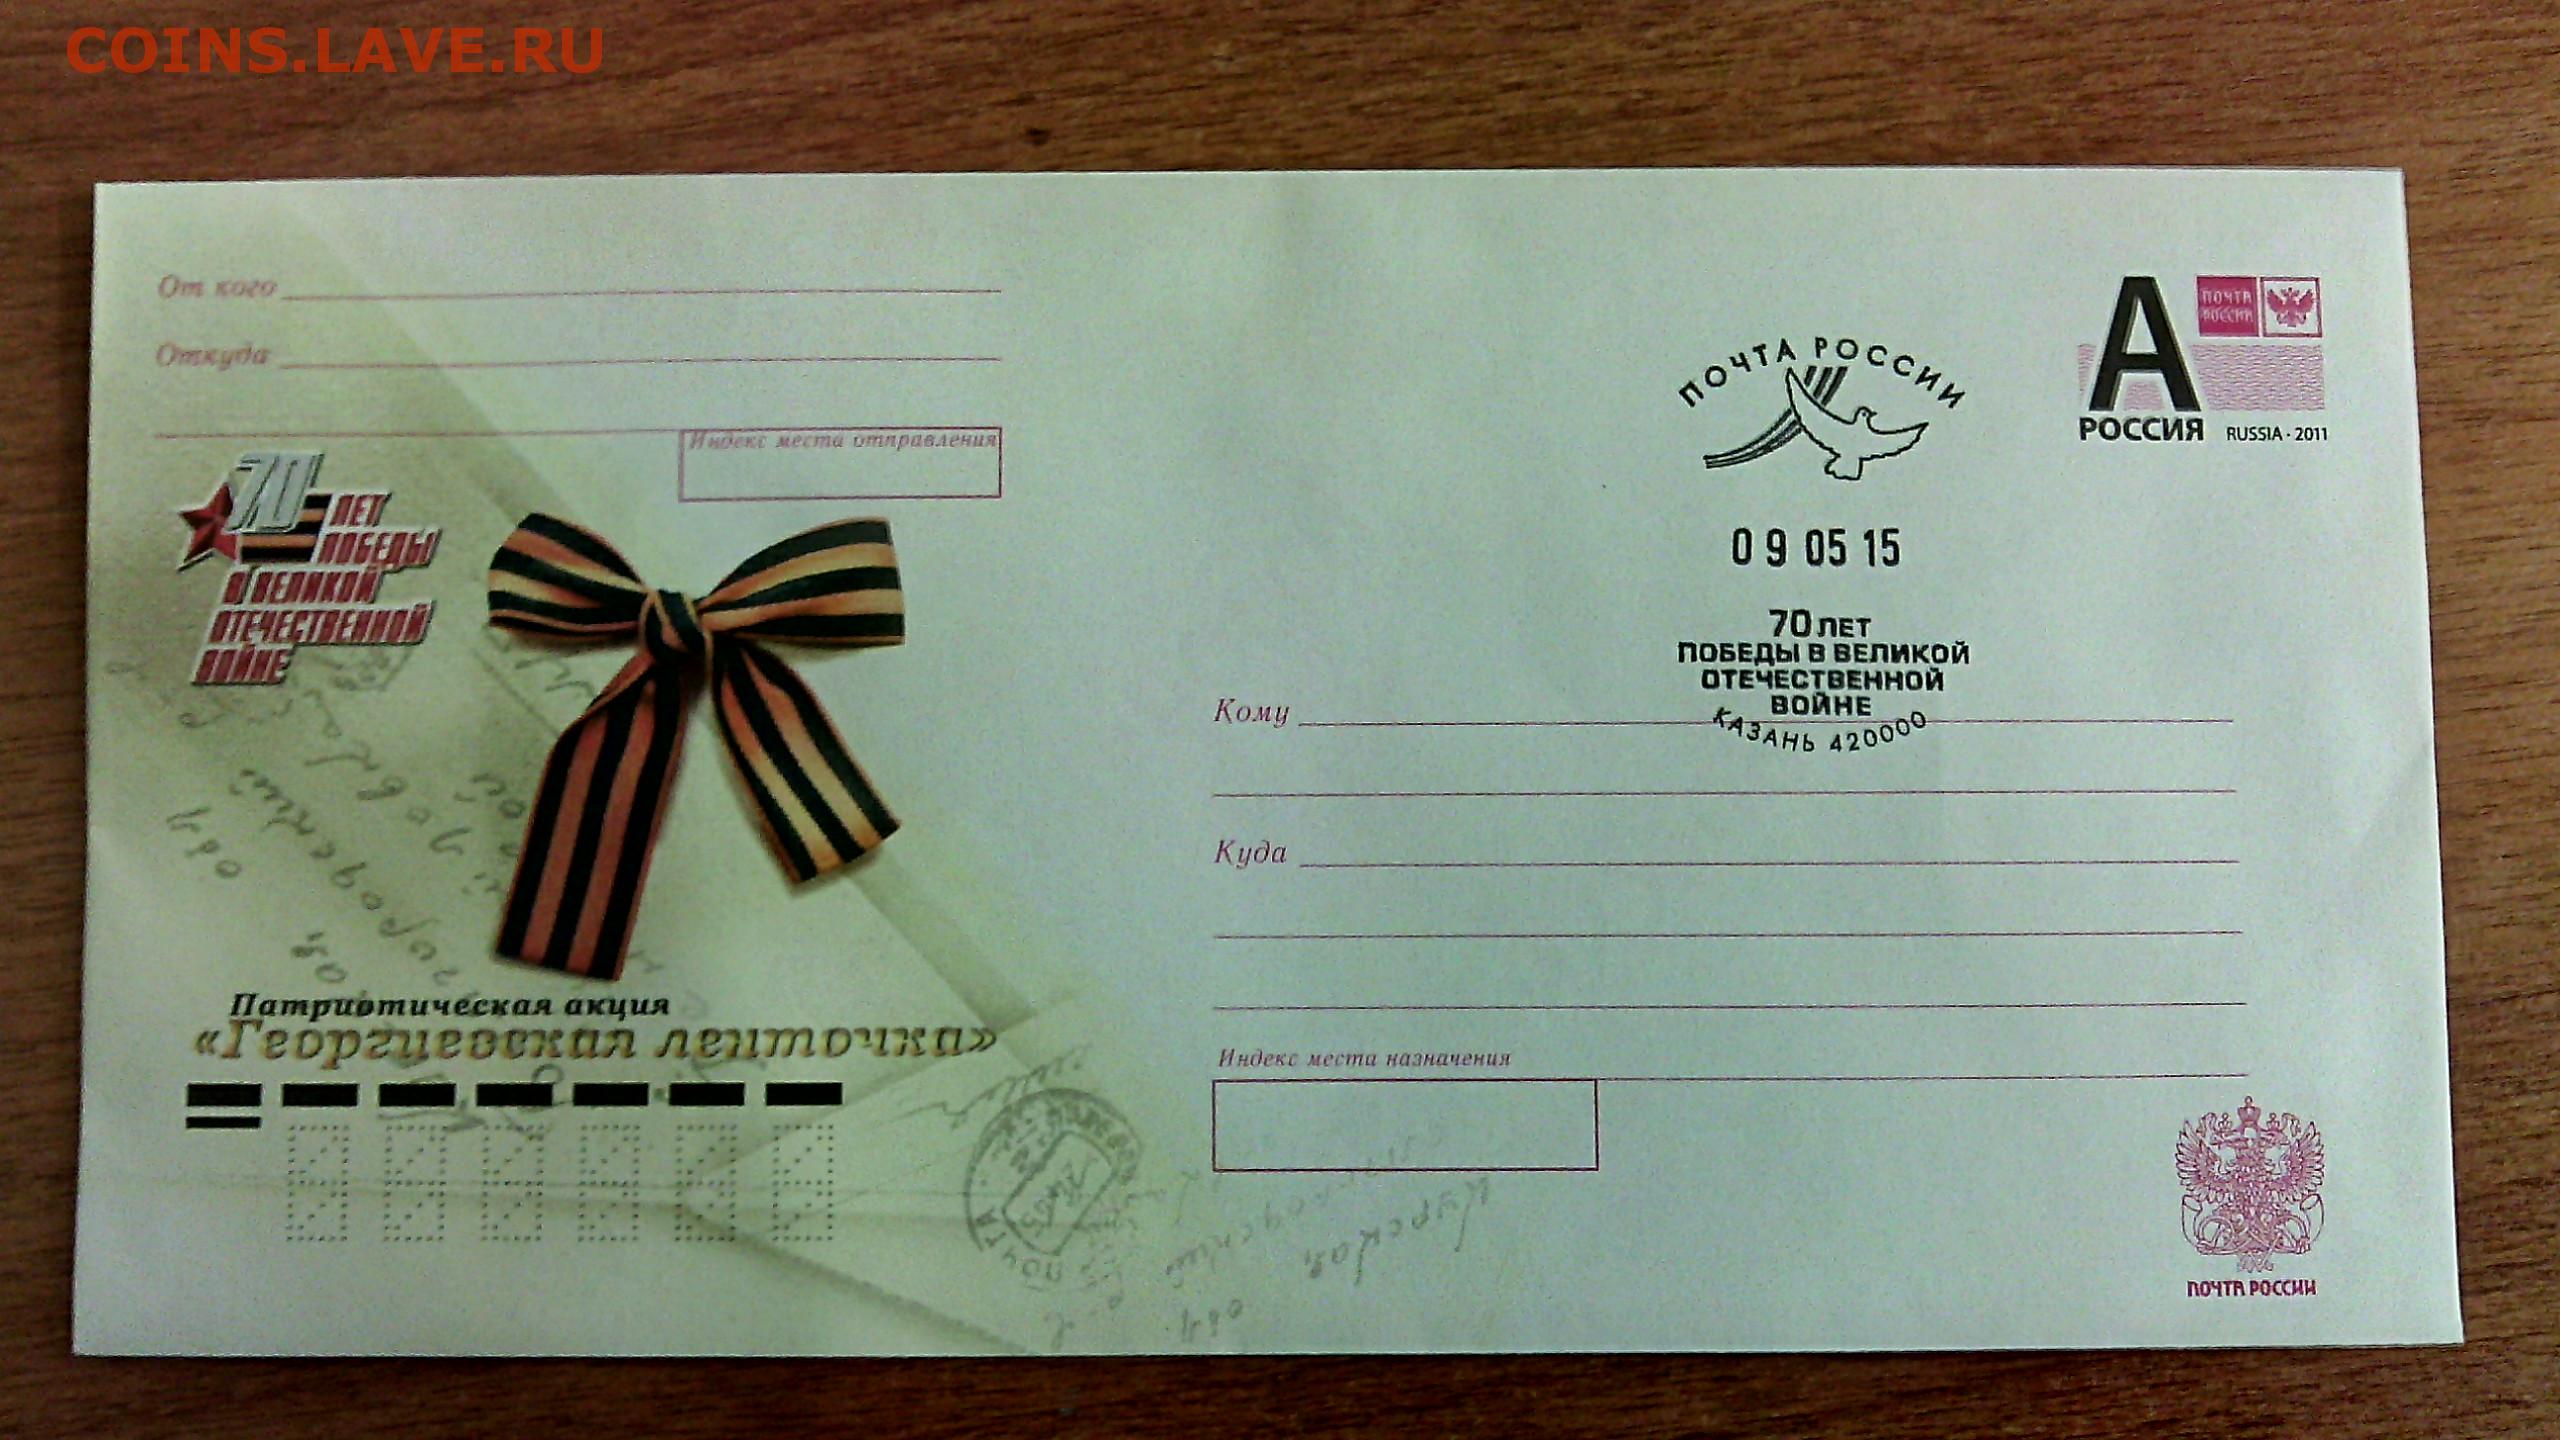 COINS.LAVE.RU
От кого
Откуда
Индекс места отправления
70 ЛЕТ
ПОБЕДЫ
В ВЕЛИКОЙ
ОТЕЧЕСТВЕННОЙ
ВОЙНЕ
Патриотическая акция
«Георгиевская ленточка»
ПОЧТА РОССИИ
09 05 15
70 ЛЕТ
ПОБЕДЫ В ВЕЛИКОЙ
ОТЕЧЕСТВЕННОЙ
ВОЙНЕ
КАЗАНЬ 420000
А
ПОЧТА
РОССИИ
РОССИЯ RUSSIA · 2011
Кому
Куда
Индекс места назначения
ПОЧТА
Курская
ПОЧТА РОССИИ